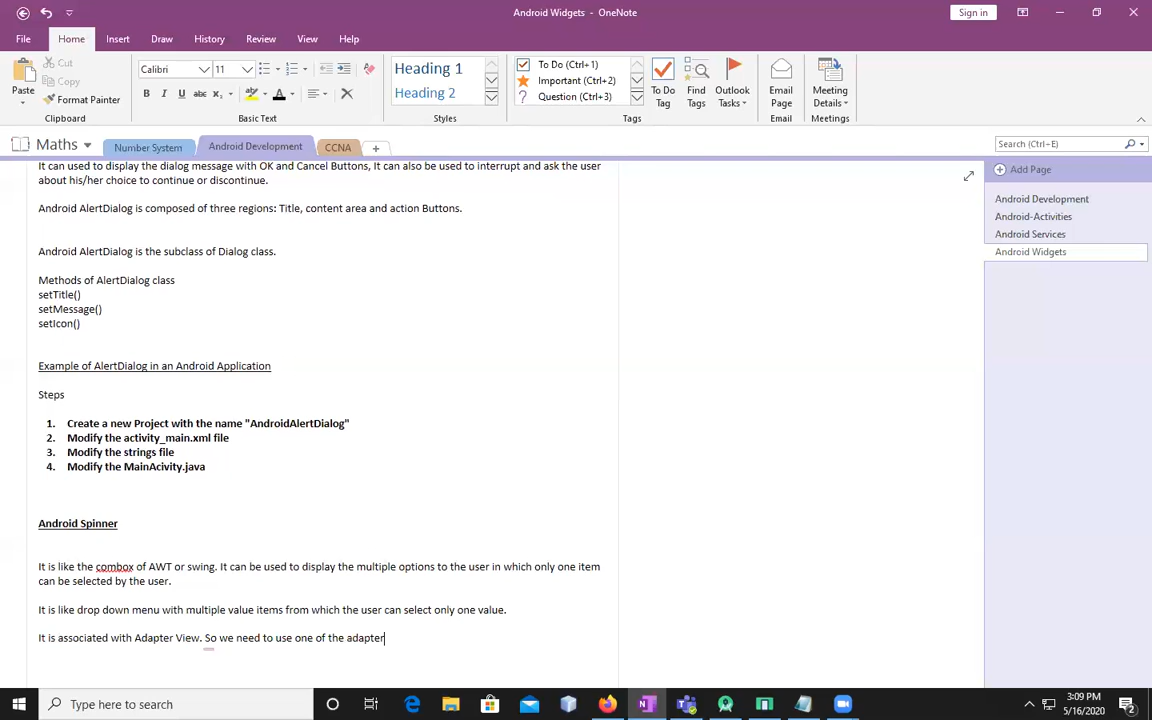 Android Widgets - OneNote
Sign in
File Home Insert Draw History Review View Help
Paste
Cut
Copy
Format Painter
Clipboard
Calibri 11
B I U abc x₂ A
Basic Text
Heading 1
Heading 2
Styles
To Do (Ctrl+1)
Important (Ctrl+2)
Question (Ctrl+3)
To Do Tag
Find Tags
Outlook Tasks
Tags
Email Page
Email
Meeting Details
Meetings
Maths Number System Android Development CCNA +
Search (Ctrl+E)
Add Page
Android Development
Android-Activities
Android Services
Android Widgets
It can used to display the dialog message with OK and Cancel Buttons, It can also be used to interrupt and ask the user
about his/her choice to continue or discontinue.
Android AlertDialog is composed of three regions: Title, content area and action Buttons.
Android AlertDialog is the subclass of Dialog class.
Methods of AlertDialog class
setTitle()
setMessage()
setIcon()
Example of AlertDialog in an Android Application
Steps
1. Create a new Project with the name "AndroidAlertDialog"
2. Modify the activity_main.xml file
3. Modify the strings file
4. Modify the MainAcivity.java
Android Spinner
It is like the combox of AWT or swing. It can be used to display the multiple options to the user in which only one item
can be selected by the user.
It is like drop down menu with multiple value items from which the user can select only one value.
It is associated with Adapter View. So we need to use one of the adapter
Type here to search
3:09 PM
5/16/2020
2